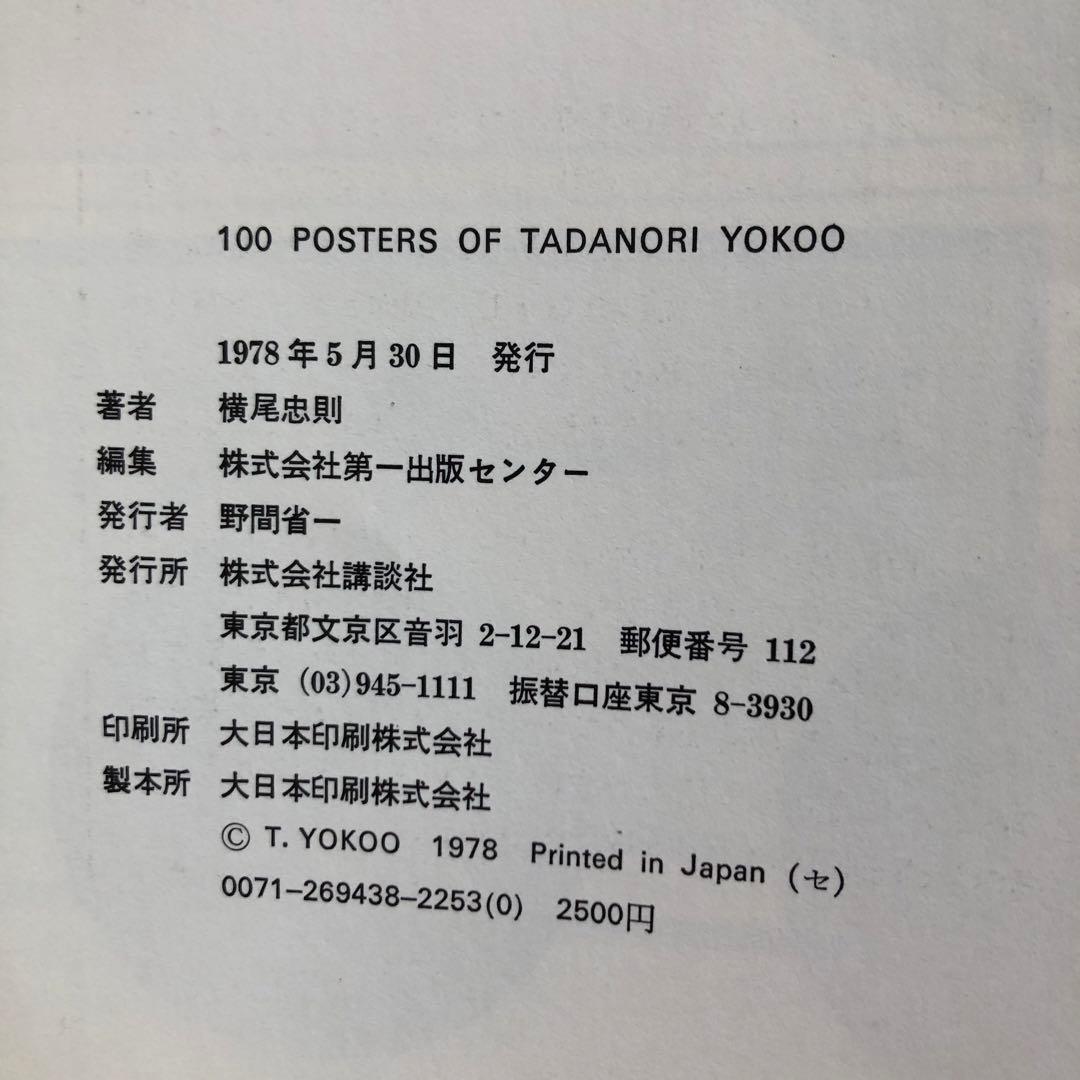 100 POSTERS OF TADANORI YOKOO
1978年5月30日 発行
著者 横尾忠則
編集 株式会社第一出版センター
発行者 野間省一
発行所 株式会社講談社
東京都文京区音羽 2-12-21 郵便番号 112
東京 (03)945-1111 振替口座東京 8-3930
印刷所 大日本印刷株式会社
製本所 大日本印刷株式会社
© T. YOKOO 1978 Printed in Japan (セ)
0071-269438-2253(0) 2500円